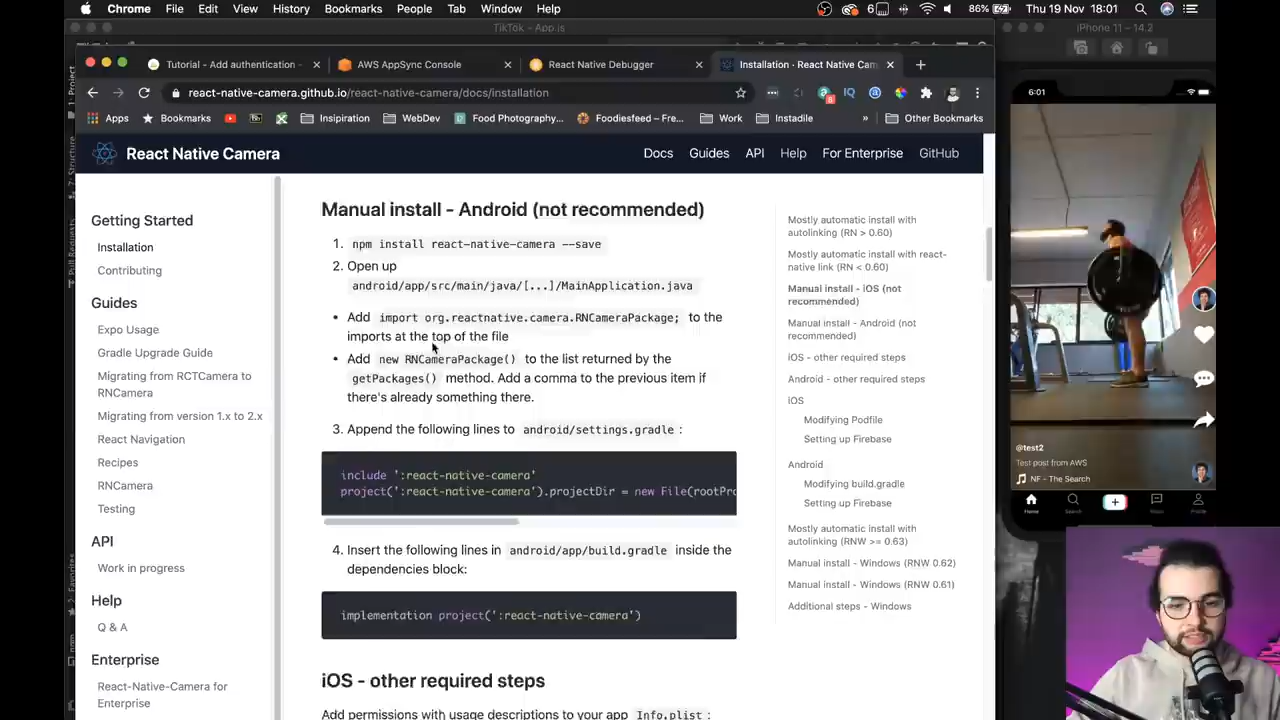 Chrome File Edit View History Bookmarks People Tab Window Help
86% Thu 19 Nov 18:01
TikTok - App.js
iPhone 11 – 14.2
Tutorial - Add authentication -
AWS AppSync Console
React Native Debugger
Installation · React Native Cam
react-native-camera.github.io/react-native-camera/docs/installation
Apps
Bookmarks
Inspiration
WebDev
Food Photography...
Foodiesfeed – Fre...
Work
Instadile
»
Other Bookmarks
React Native Camera
Docs Guides API Help For Enterprise GitHub
Getting Started
Installation
Contributing
Guides
Expo Usage
Gradle Upgrade Guide
Migrating from RCTCamera to
RNCamera
Migrating from version 1.x to 2.x
React Navigation
Recipes
RNCamera
Testing
API
Work in progress
Help
Q & A
Enterprise
React-Native-Camera for
Enterprise
Manual install - Android (not recommended)
1. npm install react-native-camera --save
2. Open up
android/app/src/main/java/[...]/MainApplication.java
• Add import org.reactnative.camera.RNCameraPackage; to the
imports at the top of the file
• Add new RNCameraPackage() to the list returned by the
getPackages() method. Add a comma to the previous item if
there's already something there.
3. Append the following lines to android/settings.gradle :
include ':react-native-camera'
project(':react-native-camera').projectDir = new File(rootPro
4. Insert the following lines in android/app/build.gradle inside the
dependencies block:
implementation project(':react-native-camera')
iOS - other required steps
Add permissions with usage descriptions to your app Info.plist :
Mostly automatic install with
autolinking (RN > 0.60)
Mostly automatic install with react-
native link (RN < 0.60)
Manual install - iOS (not
recommended)
Manual install - Android (not
recommended)
iOS - other required steps
Android - other required steps
iOS
Modifying Podfile
Setting up Firebase
Android
Modifying build.gradle
Setting up Firebase
Mostly automatic install with
autolinking (RNW >= 0.63)
Manual install - Windows (RNW 0.62)
Manual install - Windows (RNW 0.61)
Additional steps - Windows
6:01
@test2
Test post from AWS
NF - The Search
Home
Search
Profile